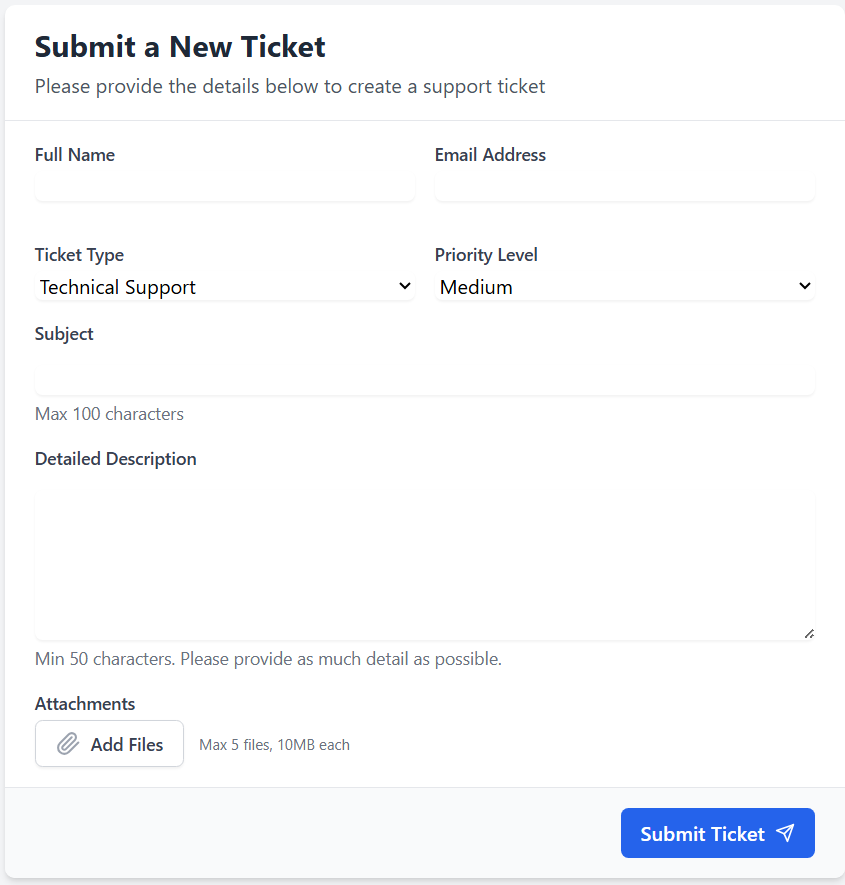 Submit a New Ticket
Please provide the details below to create a support ticket
Full Name
Email Address
Ticket Type
Priority Level
Technical Support
Medium
Subject
Max 100 characters
Detailed Description
Min 50 characters. Please provide as much detail as possible.
Attachments
Add Files
Max 5 files, 10MB each
Submit Ticket